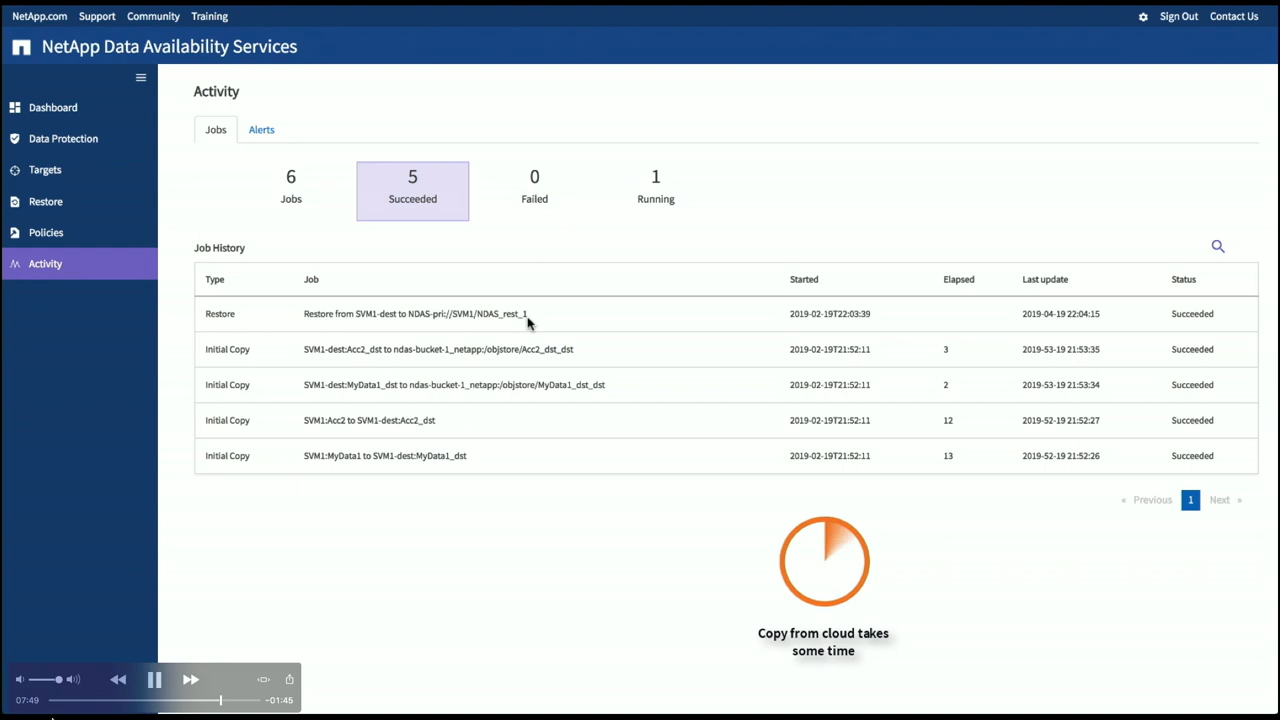 NetApp.com Support Community Training Sign Out Contact Us
NetApp Data Availability Services
Dashboard
Data Protection
Targets
Restore
Policies
Activity
Activity
Jobs Alerts
6 5 0 1
Jobs Succeeded Failed Running
Job History
Type Job Started Elapsed Last update Status
Restore Restore from SVM1-dest to NDAS-pri://SVM1/NDAS_rest_1 2019-02-19T22:03:39 2019-04-19 22:04:15 Succeeded
Initial Copy SVM1-dest:Acc2_dst to ndas-bucket-1_netapp:/objstore/Acc2_dst_dst 2019-02-19T21:52:11 3 2019-53-19 21:53:35 Succeeded
Initial Copy SVM1-dest:MyData1_dst to ndas-bucket-1_netapp:/objstore/MyData1_dst_dst 2019-02-19T21:52:11 2 2019-53-19 21:53:34 Succeeded
Initial Copy SVM1:Acc2 to SVM1-dest:Acc2_dst 2019-02-19T21:52:11 12 2019-52-19 21:52:27 Succeeded
Initial Copy SVM1:MyData1 to SVM1-dest:MyData1_dst 2019-02-19T21:52:11 13 2019-52-19 21:52:26 Succeeded
« Previous 1 Next »
Copy from cloud takes
some time
07:49 -01:45